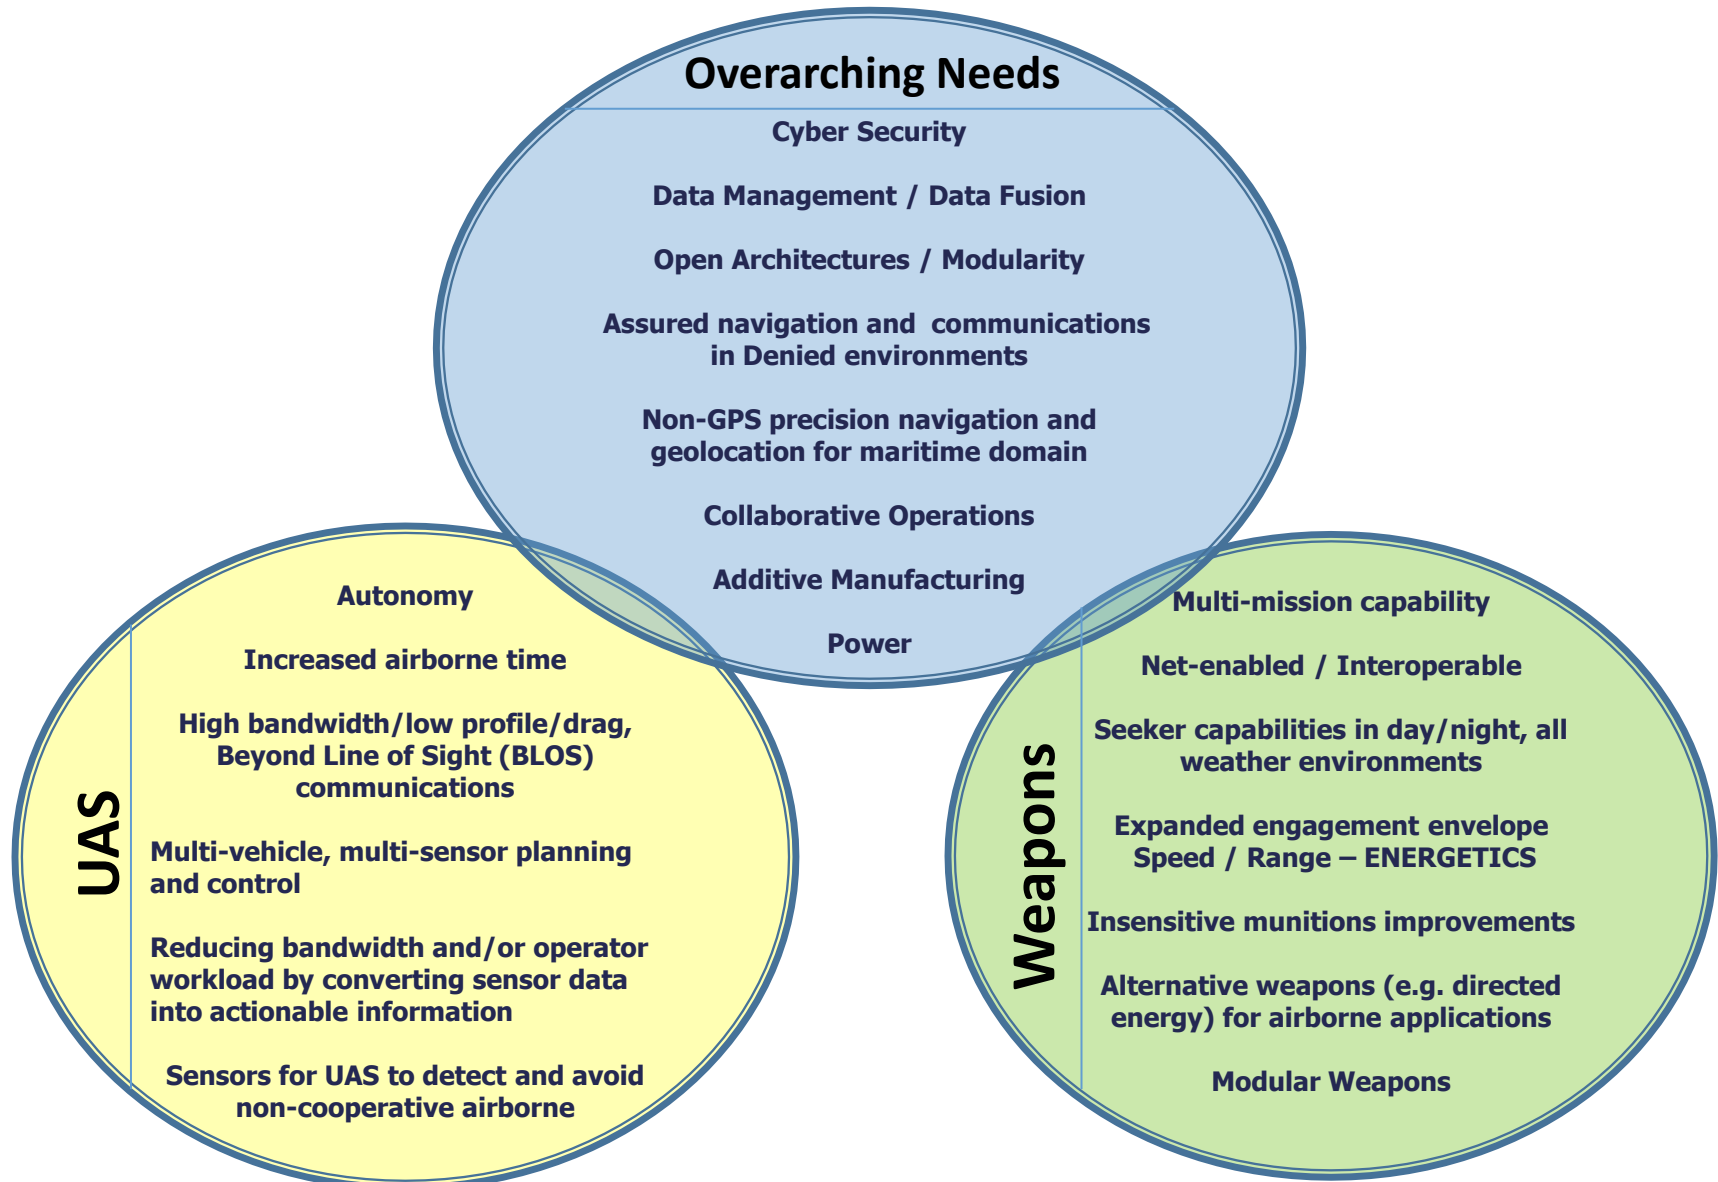 Overarching Needs
Cyber Security
Data Management / Data Fusion
Open Architectures / Modularity
Assured navigation and  communications
in Denied environments
Non-GPS precision navigation and
geolocation for maritime domain
Collaborative Operations
Additive Manufacturing
Power
UAS
Autonomy
Increased airborne time
High bandwidth/low profile/drag,
Beyond Line of Sight (BLOS)
communications
Multi-vehicle, multi-sensor planning
and control
Reducing bandwidth and/or operator
workload by converting sensor data
into actionable information
Sensors for UAS to detect and avoid
non-cooperative airborne
Weapons
Multi-mission capability
Net-enabled / Interoperable
Seeker capabilities in day/night, all
weather environments
Expanded engagement envelope
Speed / Range – ENERGETICS
Insensitive munitions improvements
Alternative weapons (e.g. directed
energy) for airborne applications
Modular Weapons